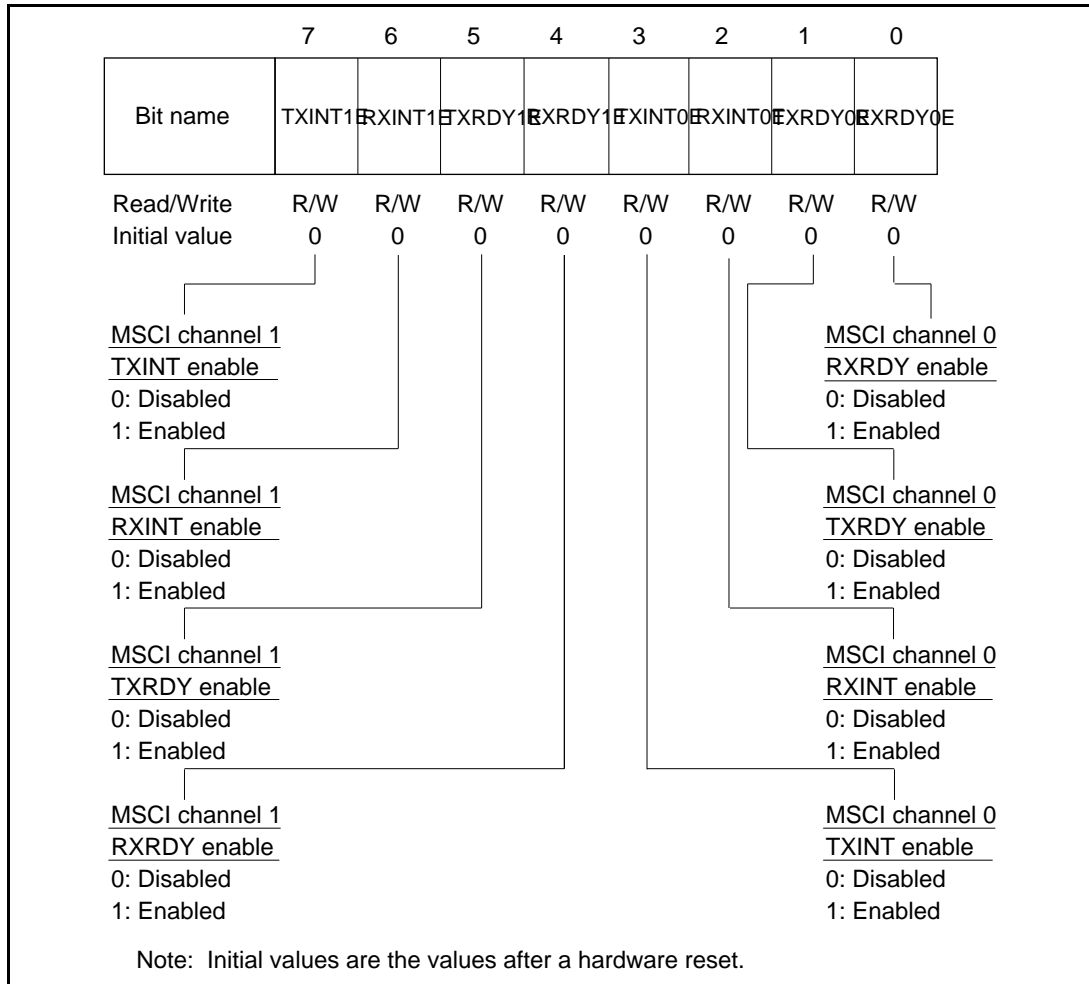 7 6 5 4 3 2 1 0
Bit name TXINT1E RXINT1E TXRDY1E RXRDY1E TXINT0E RXINT0E TXRDY0E RXRDY0E
Read/Write R/W R/W R/W R/W R/W R/W R/W R/W
Initial value 0 0 0 0 0 0 0 0
MSCI channel 1
TXINT enable
0: Disabled
1: Enabled
MSCI channel 0
RXRDY enable
0: Disabled
1: Enabled
MSCI channel 1
RXINT enable
0: Disabled
1: Enabled
MSCI channel 0
TXRDY enable
0: Disabled
1: Enabled
MSCI channel 1
TXRDY enable
0: Disabled
1: Enabled
MSCI channel 0
RXINT enable
0: Disabled
1: Enabled
MSCI channel 1
RXRDY enable
0: Disabled
1: Enabled
MSCI channel 0
TXINT enable
0: Disabled
1: Enabled
Note: Initial values are the values after a hardware reset.